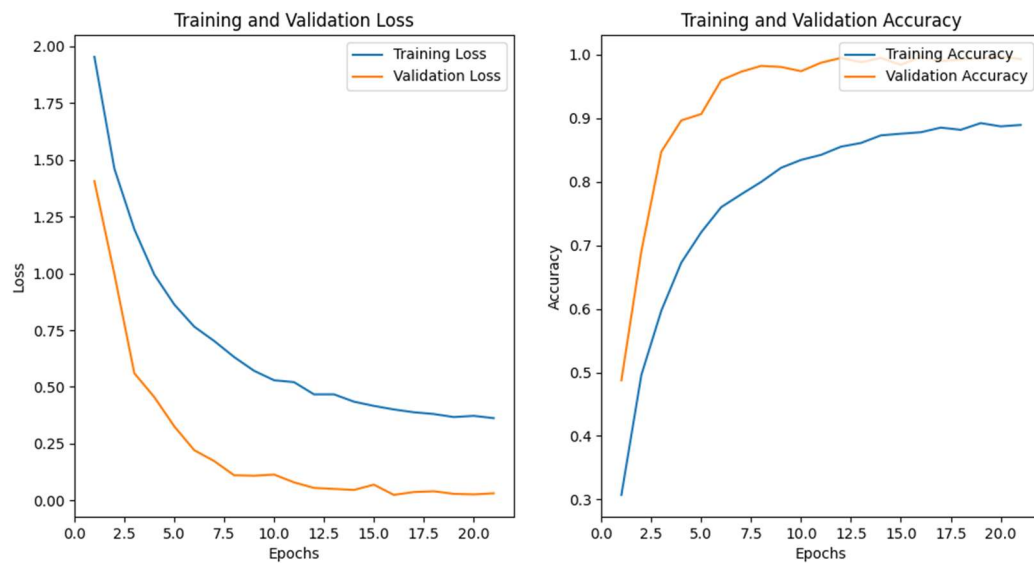 Training and Validation Loss
2.00
1.75
1.50
1.25
1.00
0.75
0.50
0.25
0.00
Loss
Training Loss
Validation Loss
0.0 2.5 5.0 7.5 10.0 12.5 15.0 17.5 20.0
Epochs
Training and Validation Accuracy
1.0
0.9
0.8
0.7
0.6
0.5
0.4
0.3
Accuracy
Training Accuracy
Validation Accuracy
0.0 2.5 5.0 7.5 10.0 12.5 15.0 17.5 20.0
Epochs